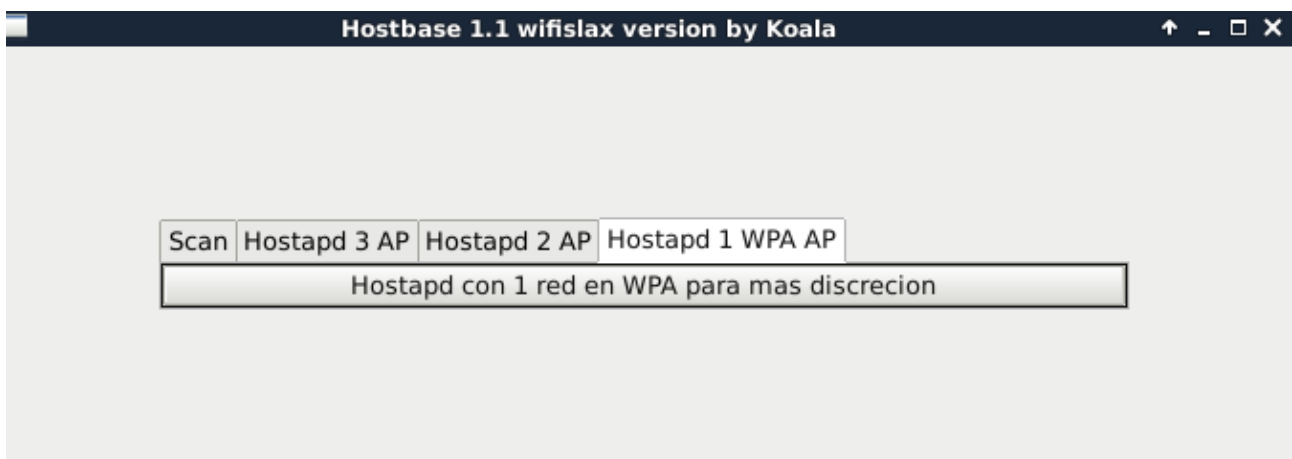 Hostbase 1.1 wifislax version by Koala
Scan Hostapd 3 AP Hostapd 2 AP Hostapd 1 WPA AP
Hostapd con 1 red en WPA para mas discrecion